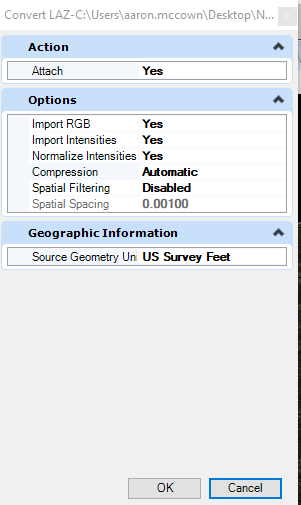 Convert LAZ-C:\Users\aaron.mccown\Desktop\N...
Action
Attach Yes
Options
Import RGB Yes
Import Intensities Yes
Normalize Intensities Yes
Compression Automatic
Spatial Filtering Disabled
Spatial Spacing 0.00100
Geographic Information
Source Geometry Uni US Survey Feet
OK Cancel